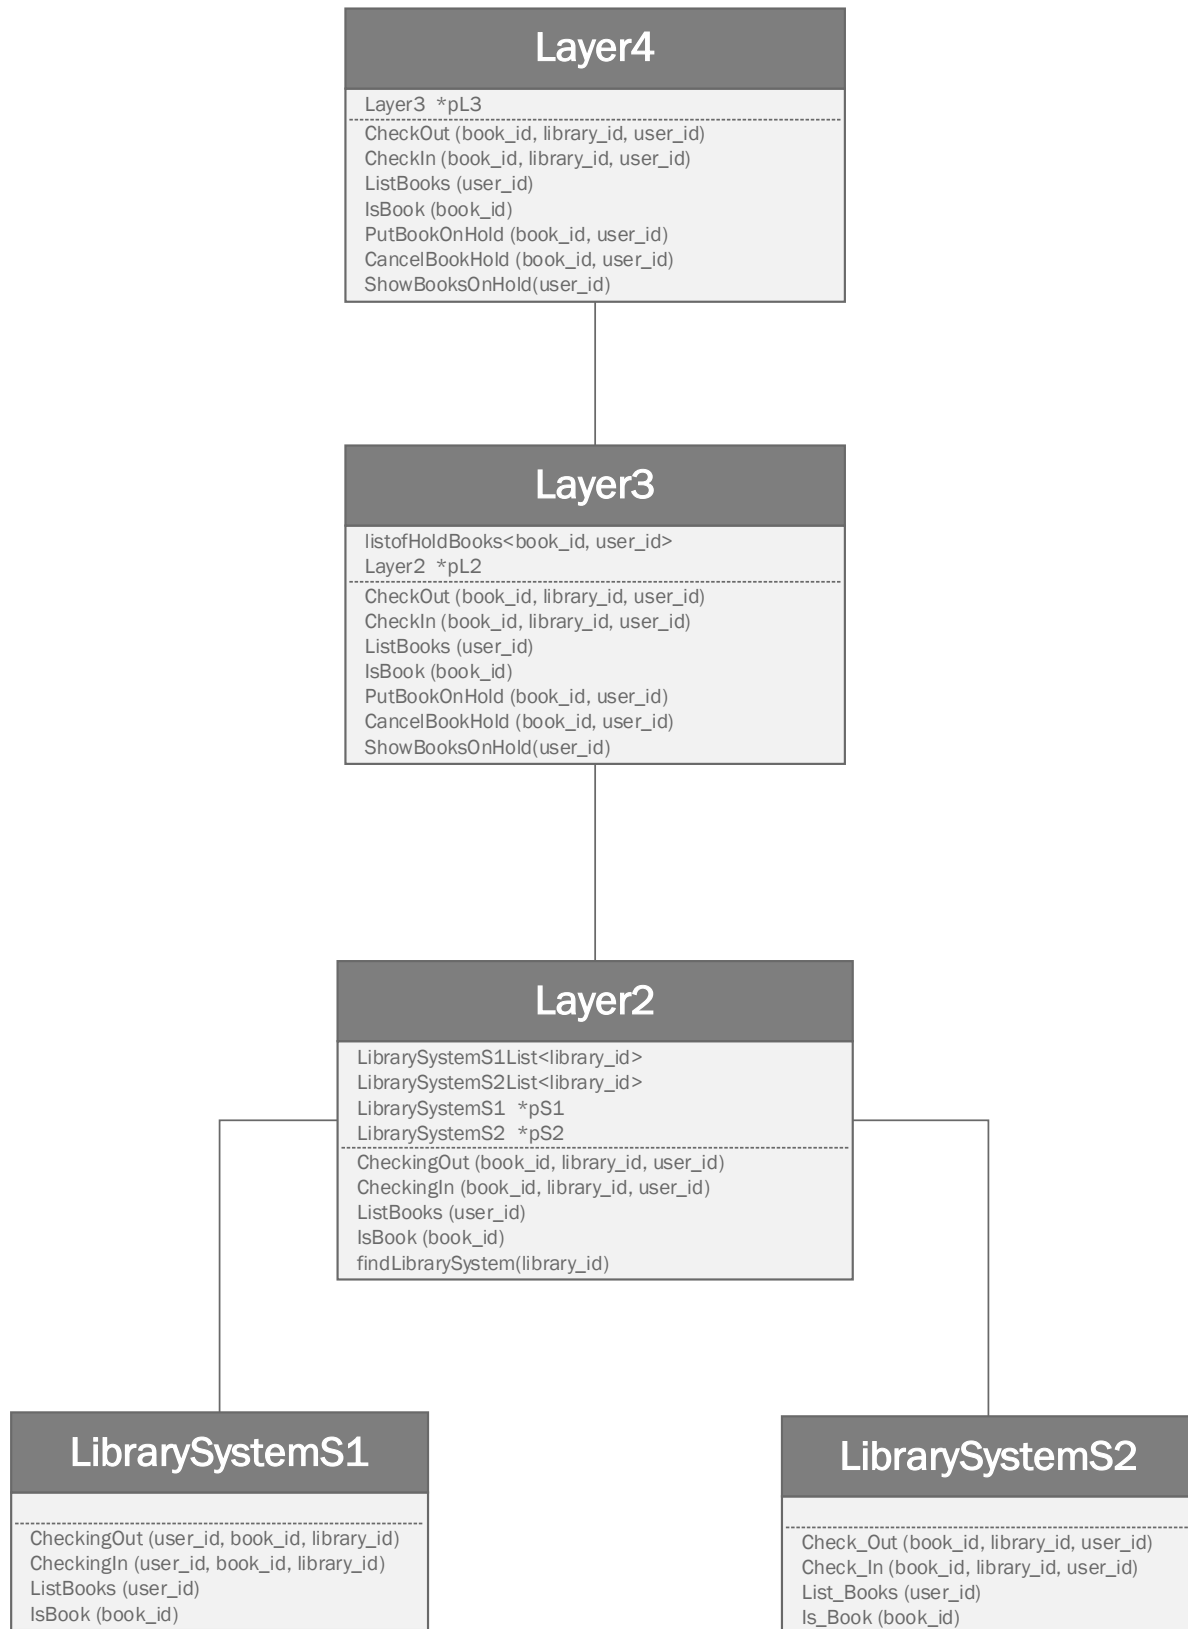 Layer4
Layer3 *pL3
CheckOut (book_id, library_id, user_id)
CheckIn (book_id, library_id, user_id)
ListBooks (user_id)
IsBook (book_id)
PutBookOnHold (book_id, user_id)
CancelBookHold (book_id, user_id)
ShowBooksOnHold(user_id)
Layer3
listofHoldBooks<book_id, user_id>
Layer2 *pL2
CheckOut (book_id, library_id, user_id)
CheckIn (book_id, library_id, user_id)
ListBooks (user_id)
IsBook (book_id)
PutBookOnHold (book_id, user_id)
CancelBookHold (book_id, user_id)
ShowBooksOnHold(user_id)
Layer2
LibrarySystemS1List<library_id>
LibrarySystemS2List<library_id>
LibrarySystemS1 *pS1
LibrarySystemS2 *pS2
CheckingOut (book_id, library_id, user_id)
CheckingIn (book_id, library_id, user_id)
ListBooks (user_id)
IsBook (book_id)
findLibrarySystem(library_id)
LibrarySystemS1
CheckingOut (user_id, book_id, library_id)
CheckingIn (user_id, book_id, library_id)
ListBooks (user_id)
IsBook (book_id)
LibrarySystemS2
Check_Out (book_id, library_id, user_id)
Check_In (book_id, library_id, user_id)
List_Books (user_id)
Is_Book (book_id)